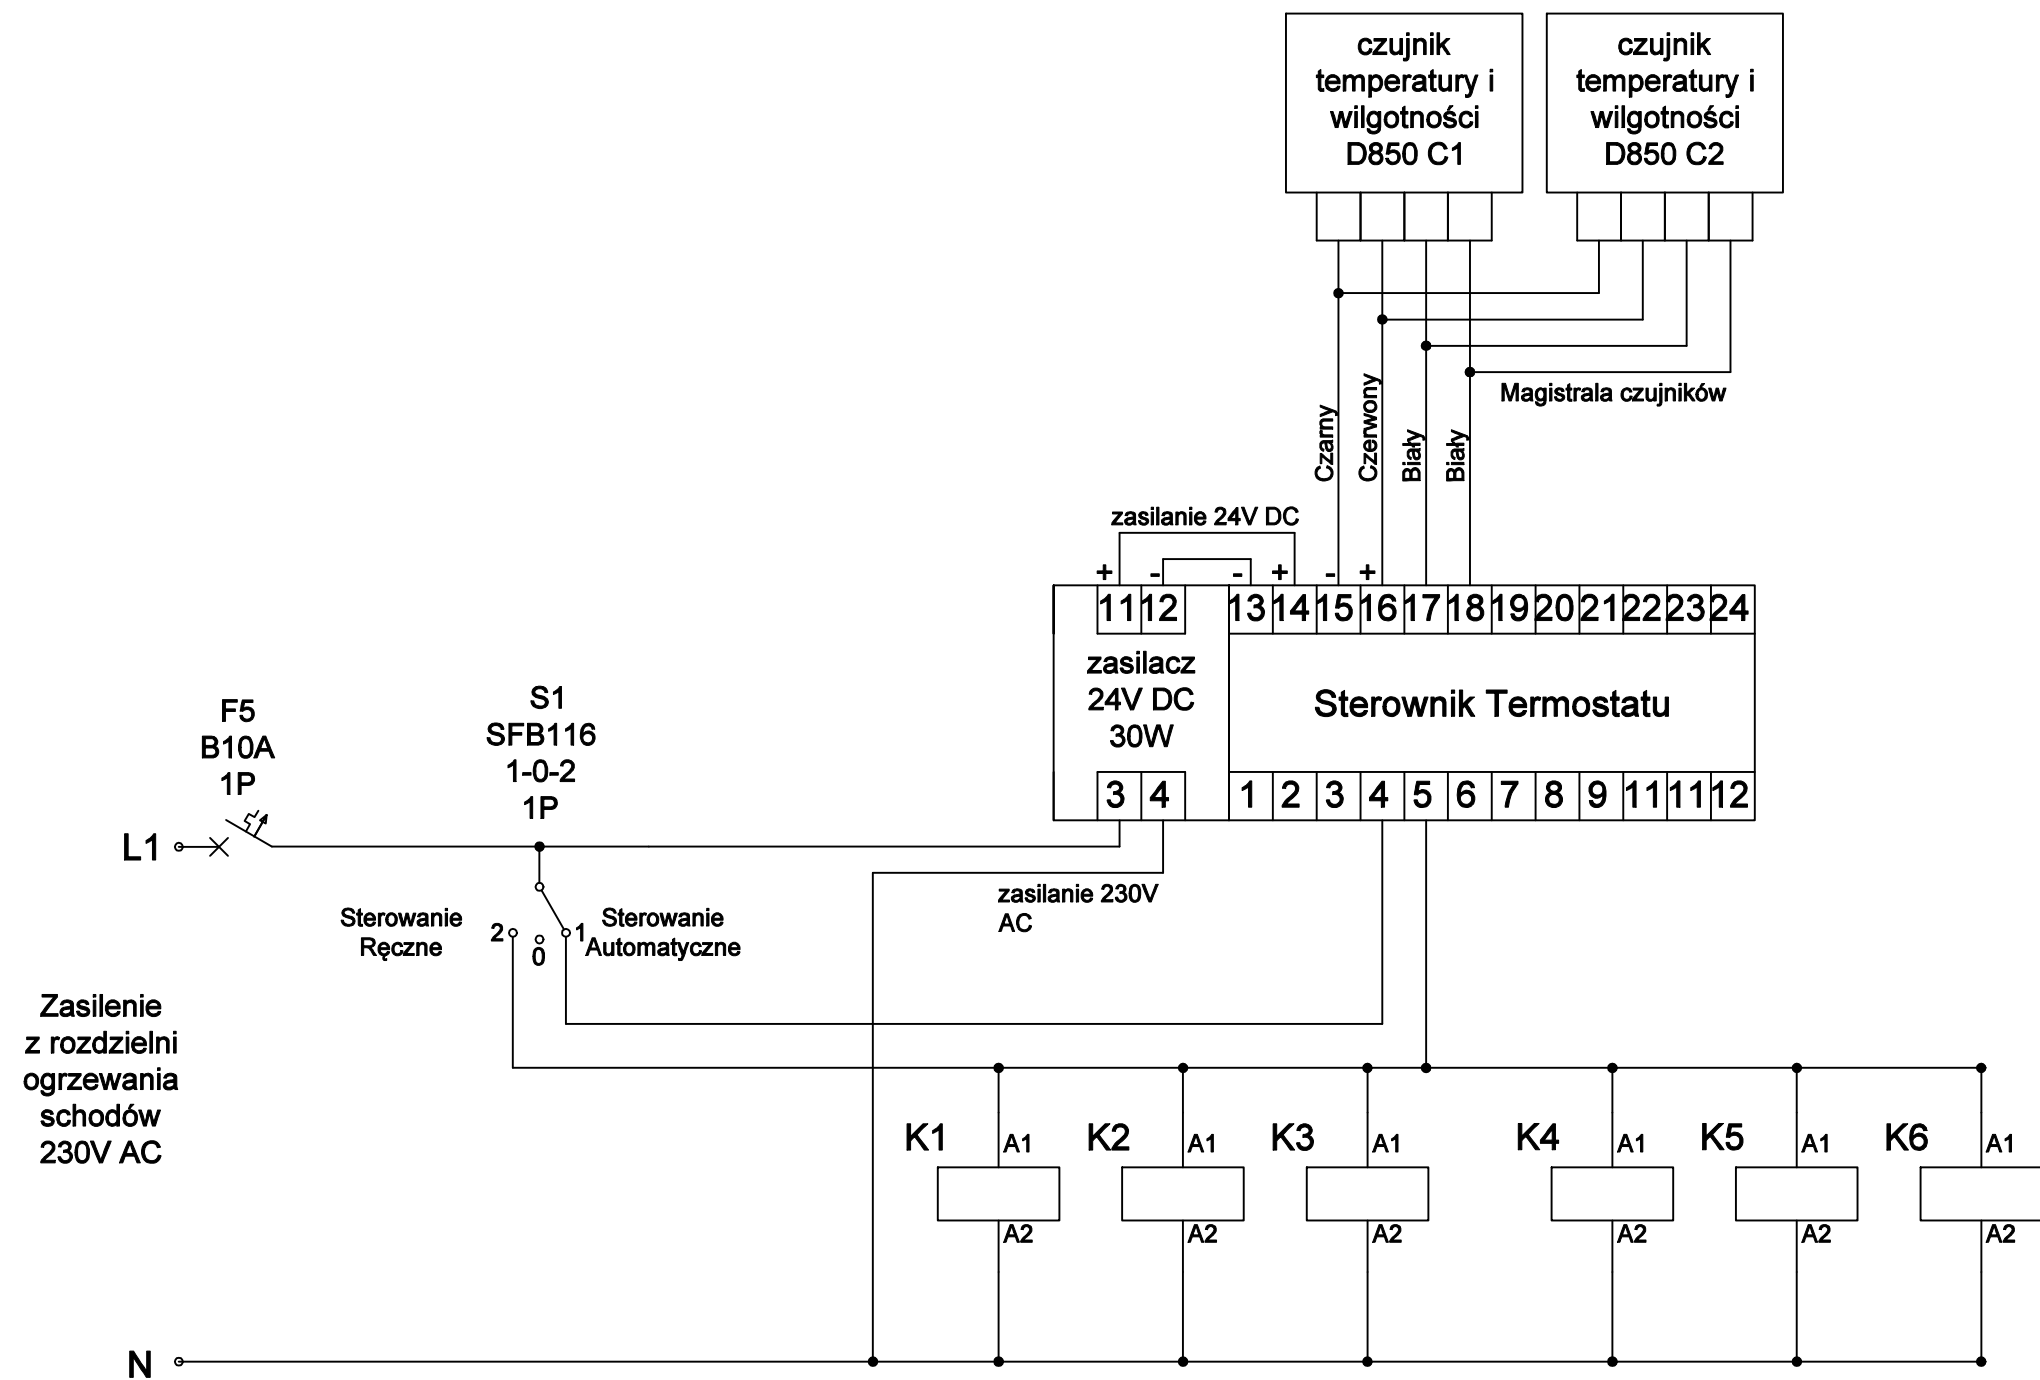 czujnik
temperatury i
wilgotności
D850 C1
czujnik
temperatury i
wilgotności
D850 C2
Magistrala czujników
Czarny
Czerwony
Biały
Biały
zasilanie 24V DC
+ - - + - +
11 12 13 14 15 16 17 18 19 20 21 22 23 24
zasilacz
24V DC
30W
Sterownik Termostatu
3 4 1 2 3 4 5 6 7 8 9 11 11 12
F5
B10A
1P
S1
SFB116
1-0-2
1P
L1
zasilanie 230V
AC
Sterowanie
Ręczne
2
0
1
Sterowanie
Automatyczne
Zasilenie
z rozdzielni
ogrzewania
schodów
230V AC
K1 A1 K2 A1 K3 A1 K4 A1 K5 A1 K6 A1
A2 A2 A2 A2 A2 A2
N